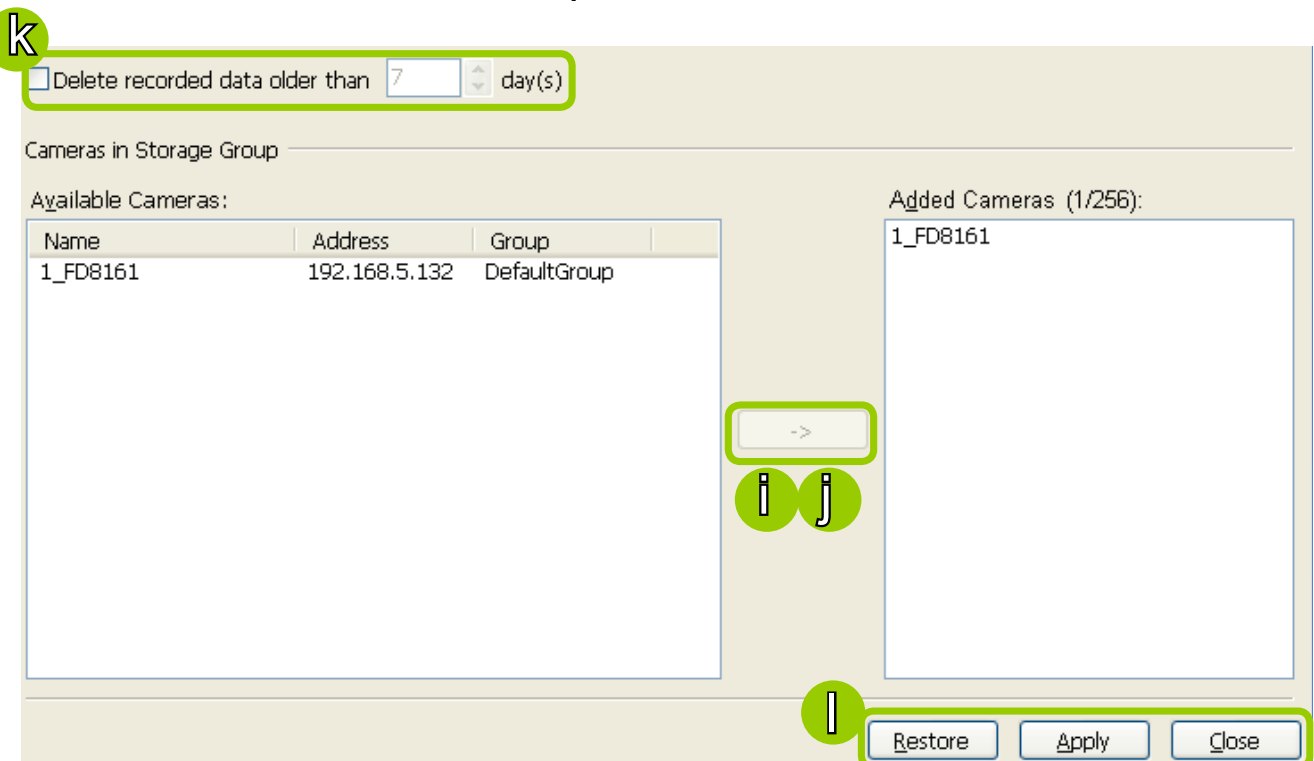 k
Delete recorded data older than 7 day(s)
Cameras in Storage Group
Available Cameras:
Name Address Group
1_FD8161 192.168.5.132 DefaultGroup
->
i j
Added Cameras (1/256):
1_FD8161
l
Restore Apply Close